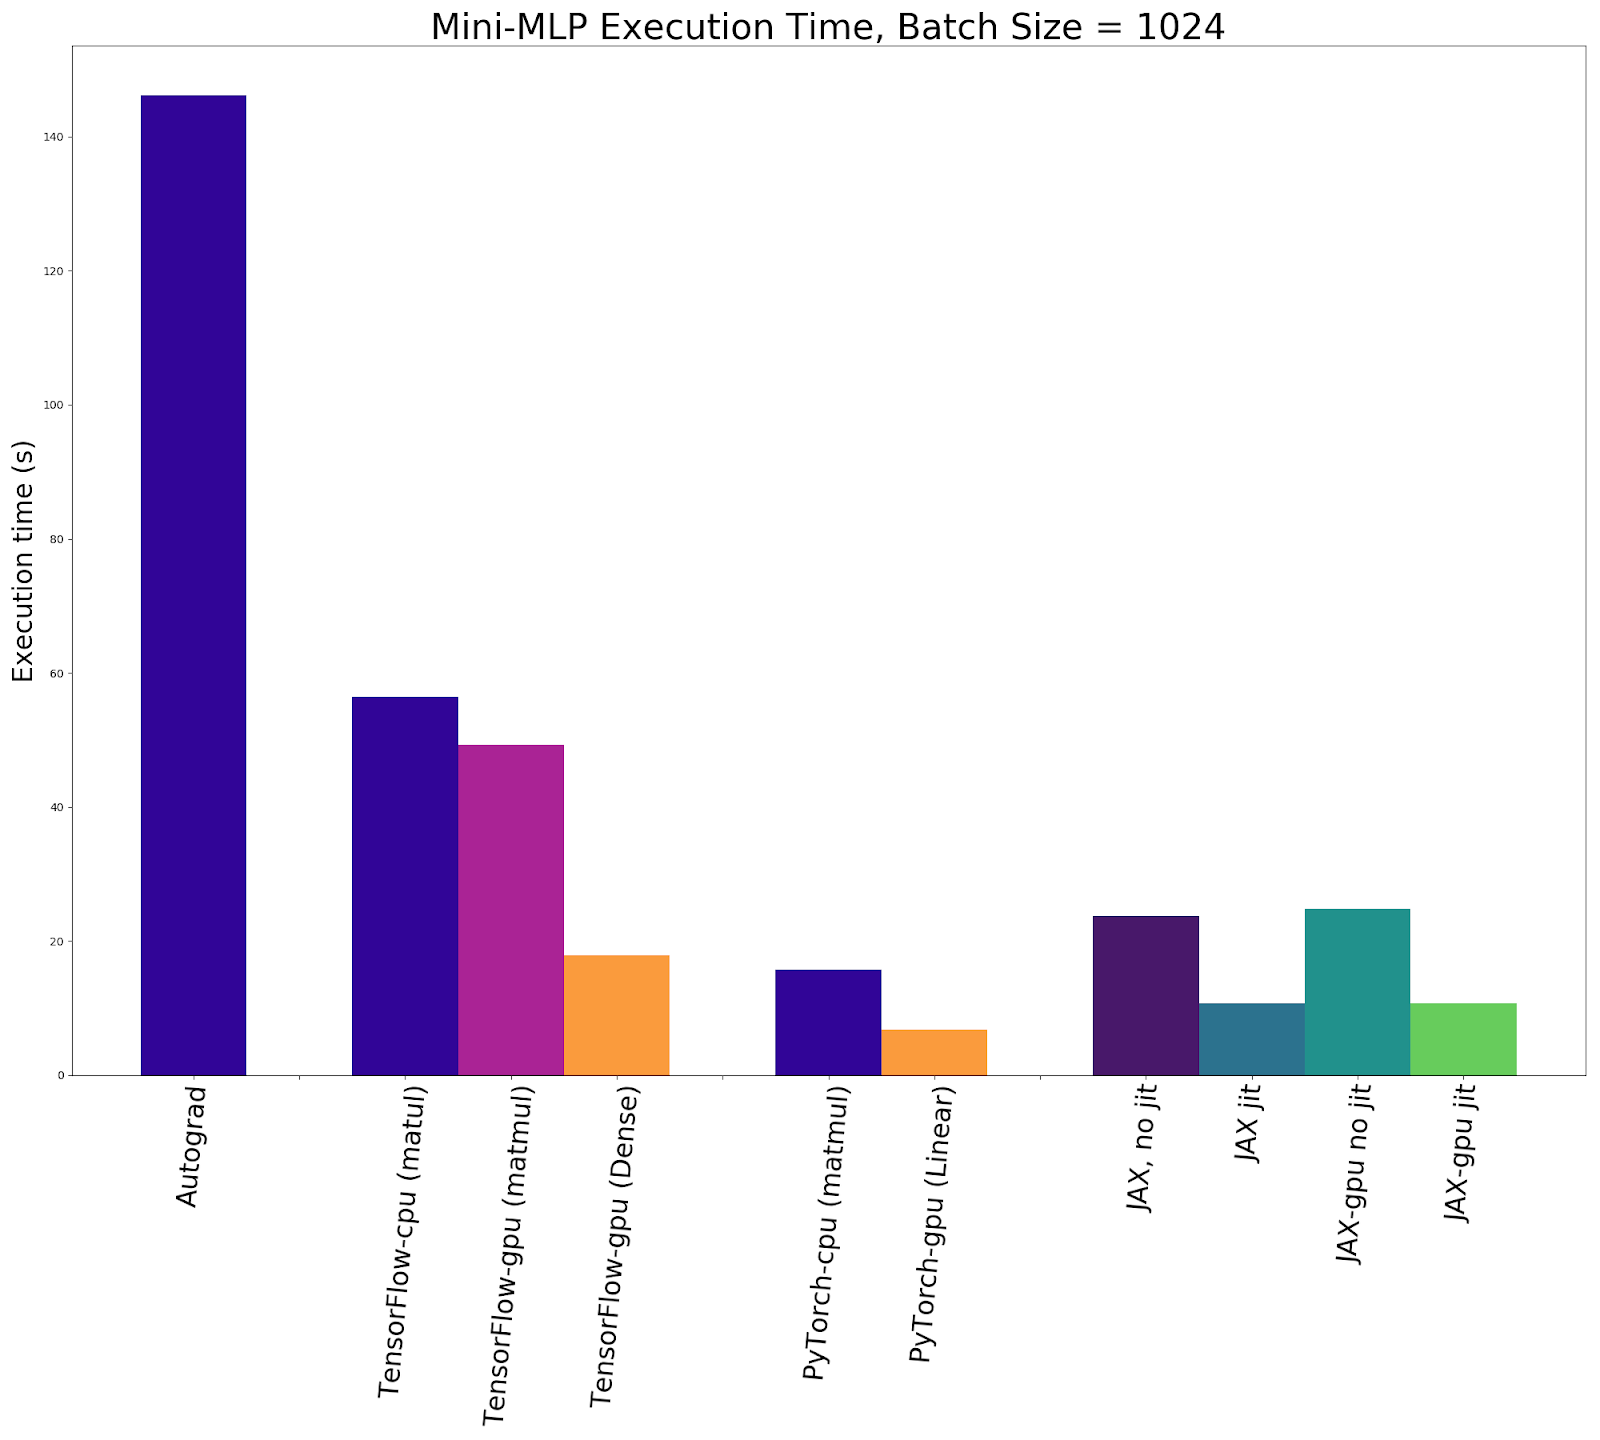 Mini-MLP Execution Time, Batch Size = 1024
Execution time (s)
140
120
100
80
60
40
20
0
Autograd
TensorFlow-cpu (matul)
TensorFlow-gpu (matmul)
TensorFlow-gpu (Dense)
PyTorch-cpu (matmul)
PyTorch-gpu (Linear)
JAX, no jit
JAX jit
JAX-gpu no jit
JAX-gpu jit